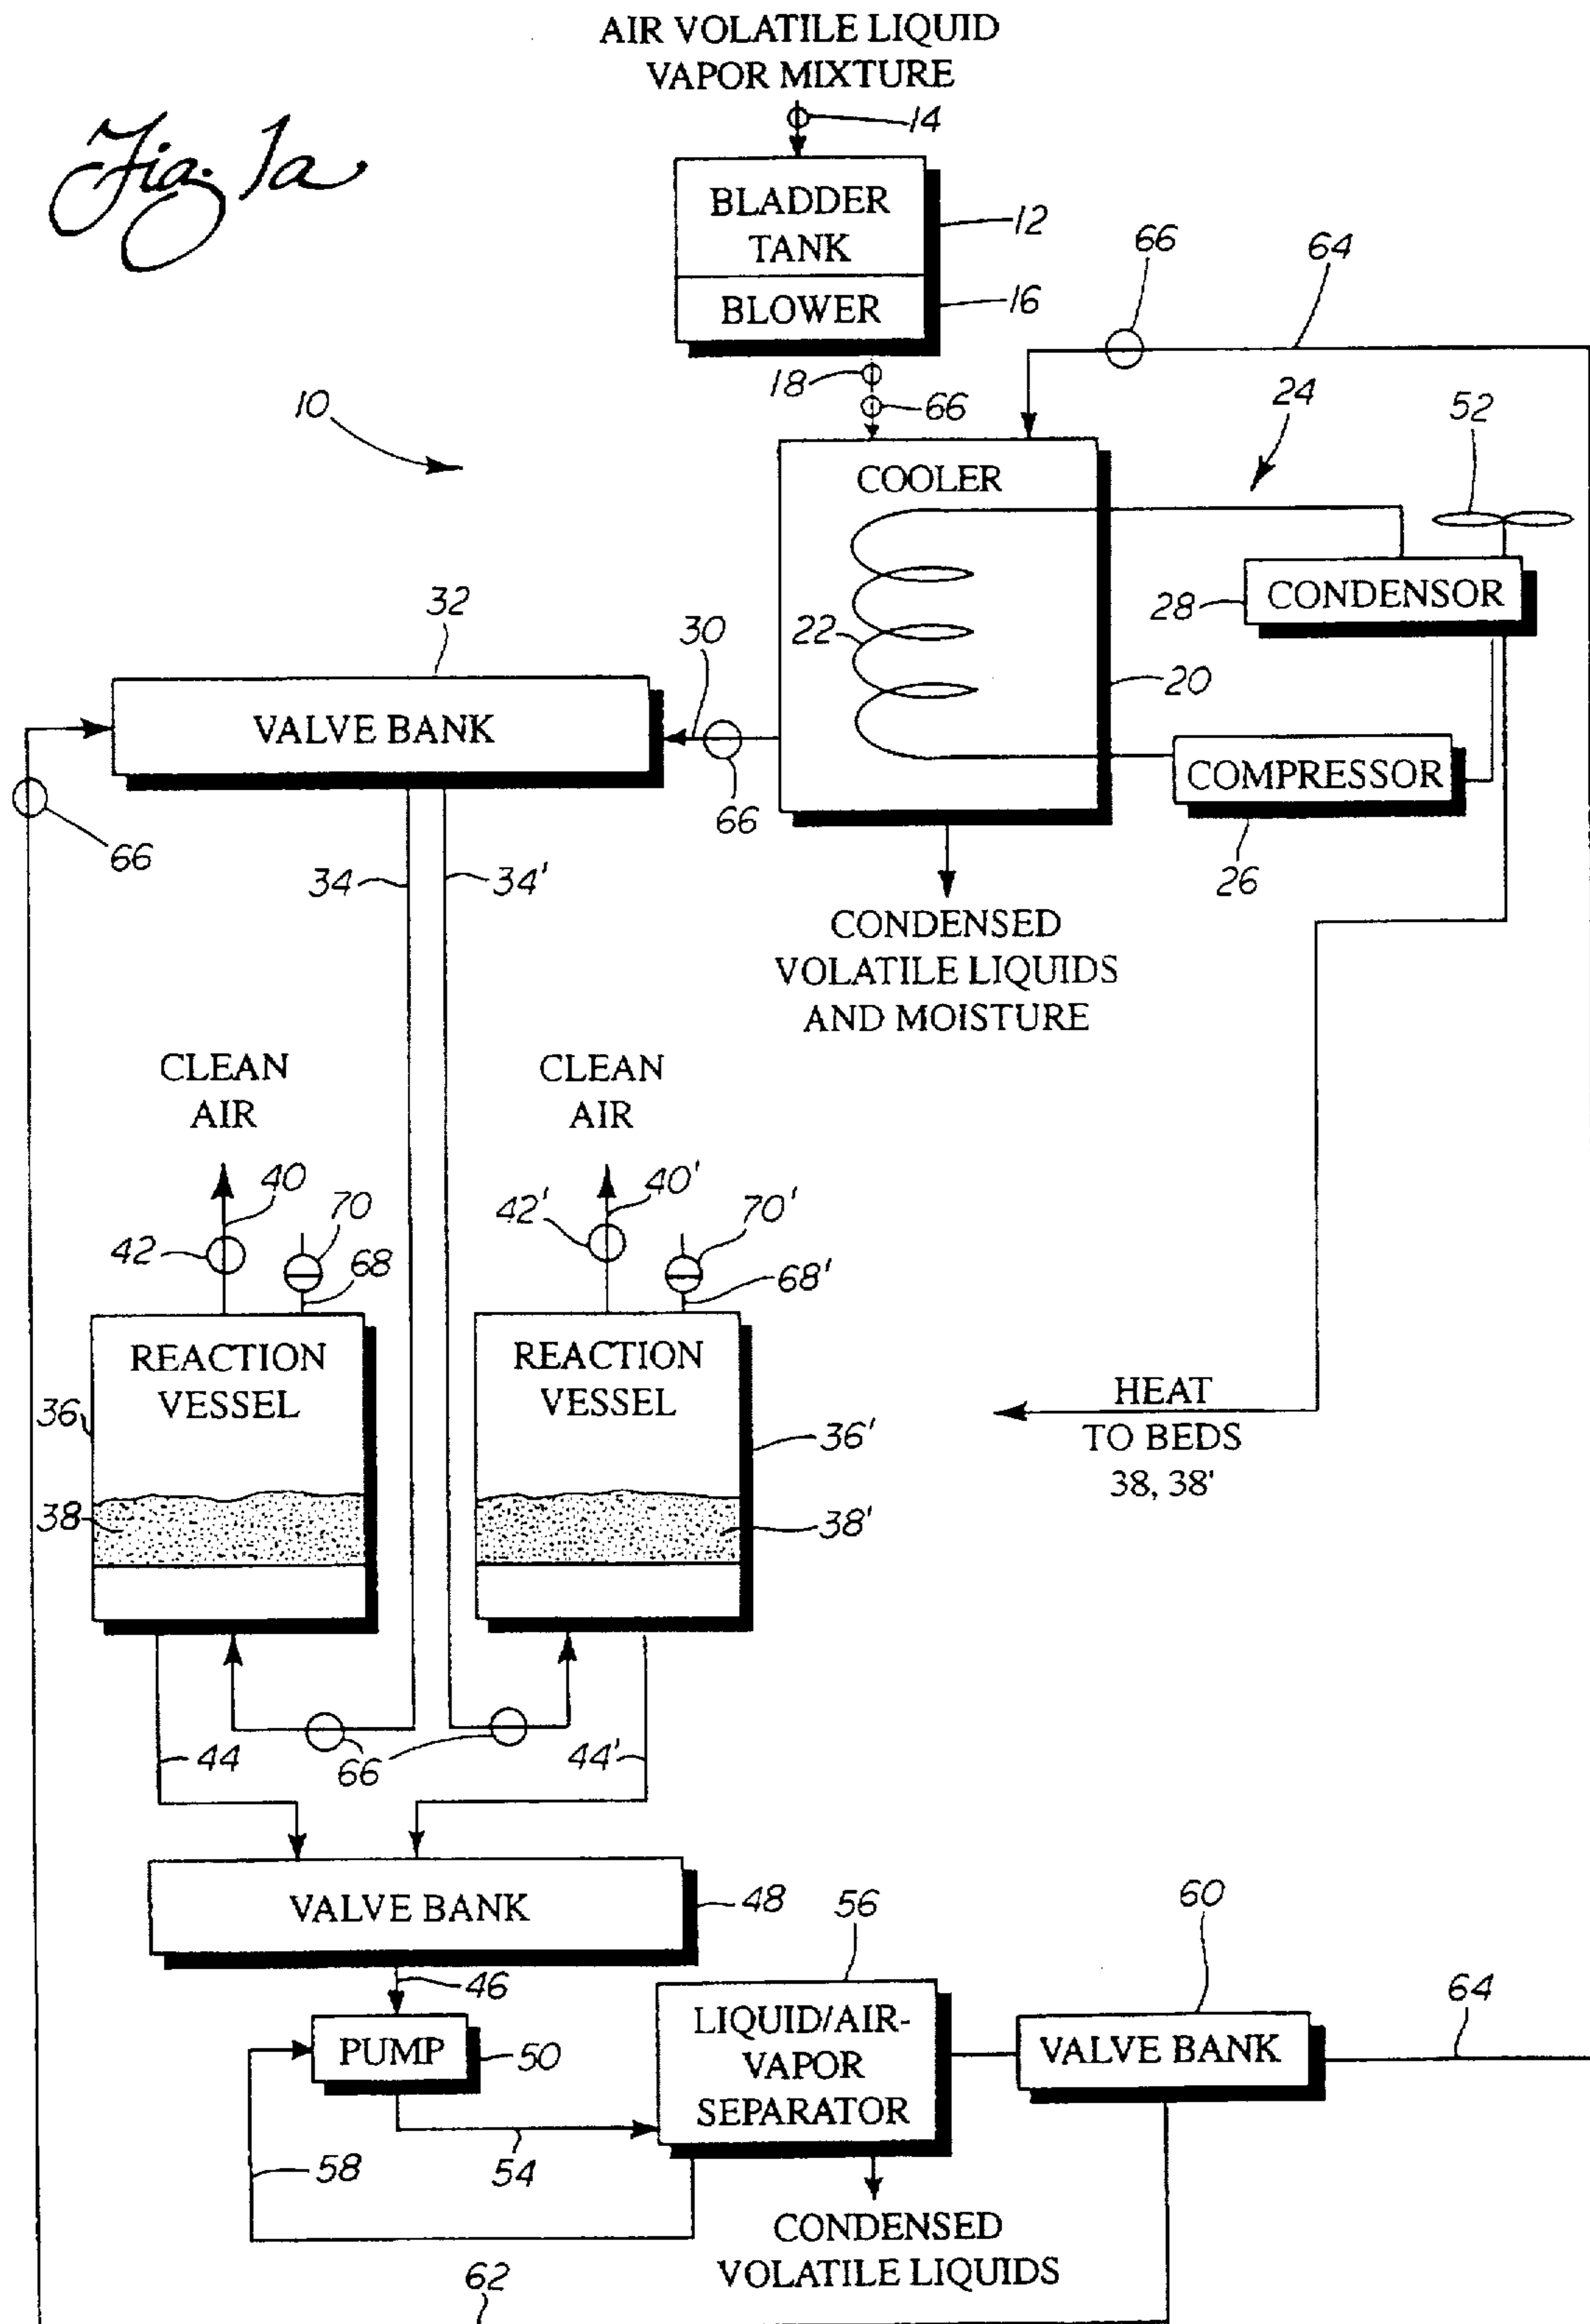 AIR VOLATILE LIQUID
VAPOR MIXTURE
Fig. 1a
14
BLADDER
TANK
12
BLOWER
16
66
64
18
66
10
24
52
COOLER
CONDENSOR
28
32
30
22
20
VALVE BANK
COMPRESSOR
66
66
34
34'
26
CONDENSED
VOLATILE LIQUIDS
AND MOISTURE
CLEAN
AIR
CLEAN
AIR
40
70
42
68
40'
70'
42'
68'
REACTION
VESSEL
REACTION
VESSEL
36
36'
HEAT
TO BEDS
38, 38'
38
38'
44
66
44'
VALVE BANK
48
56
60
46
64
PUMP
50
LIQUID/AIR-
VAPOR
SEPARATOR
VALVE BANK
58
54
CONDENSED
VOLATILE LIQUIDS
62